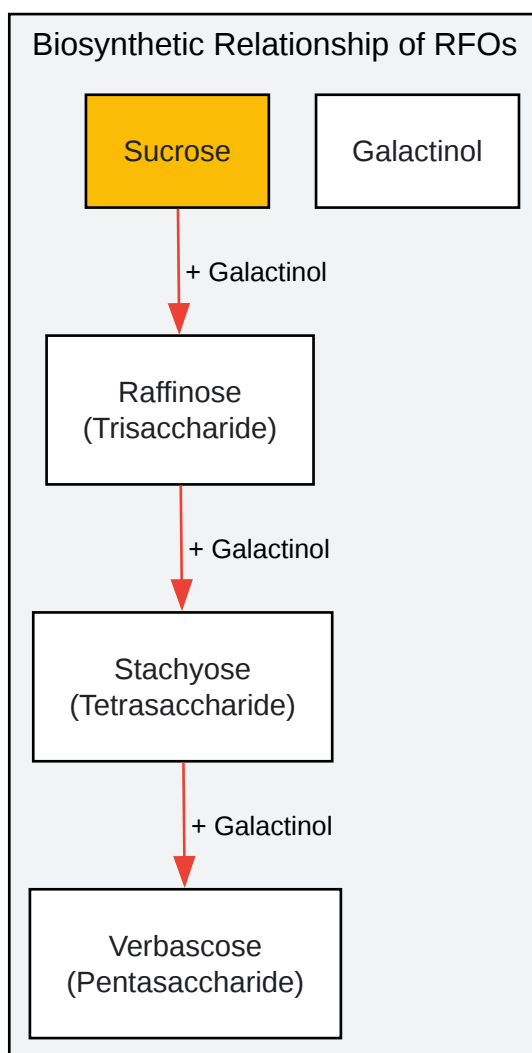 Biosynthetic Relationship of RFOs
Sucrose
Galactinol
+ Galactinol
Raffinose
(Trisaccharide)
+ Galactinol
Stachyose
(Tetrasaccharide)
+ Galactinol
Verbascose
(Pentasaccharide)